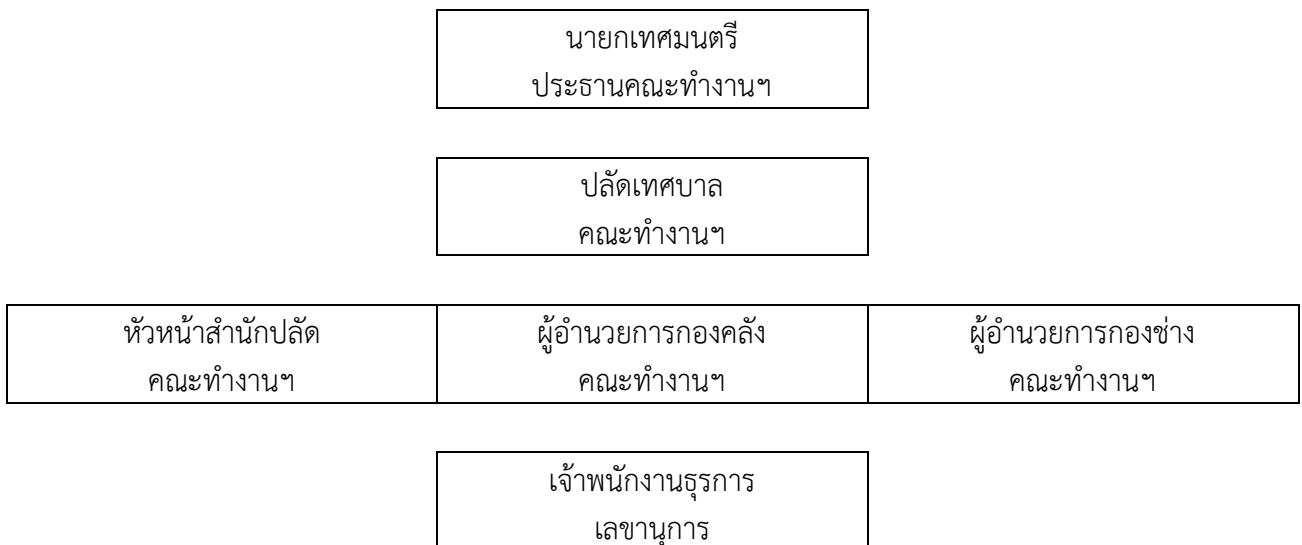 นายกเทศมนตรี
ประธานคณะทำงานฯ
ปลัดเทศบาล
คณะทำงานฯ
หัวหน้าสำนักปลัด ผู้อำนวยการกองคลัง ผู้อำนวยการกองช่าง
คณะทำงานฯ คณะทำงานฯ คณะทำงานฯ
เจ้าพนักงานธุรการ
เลขานุการ